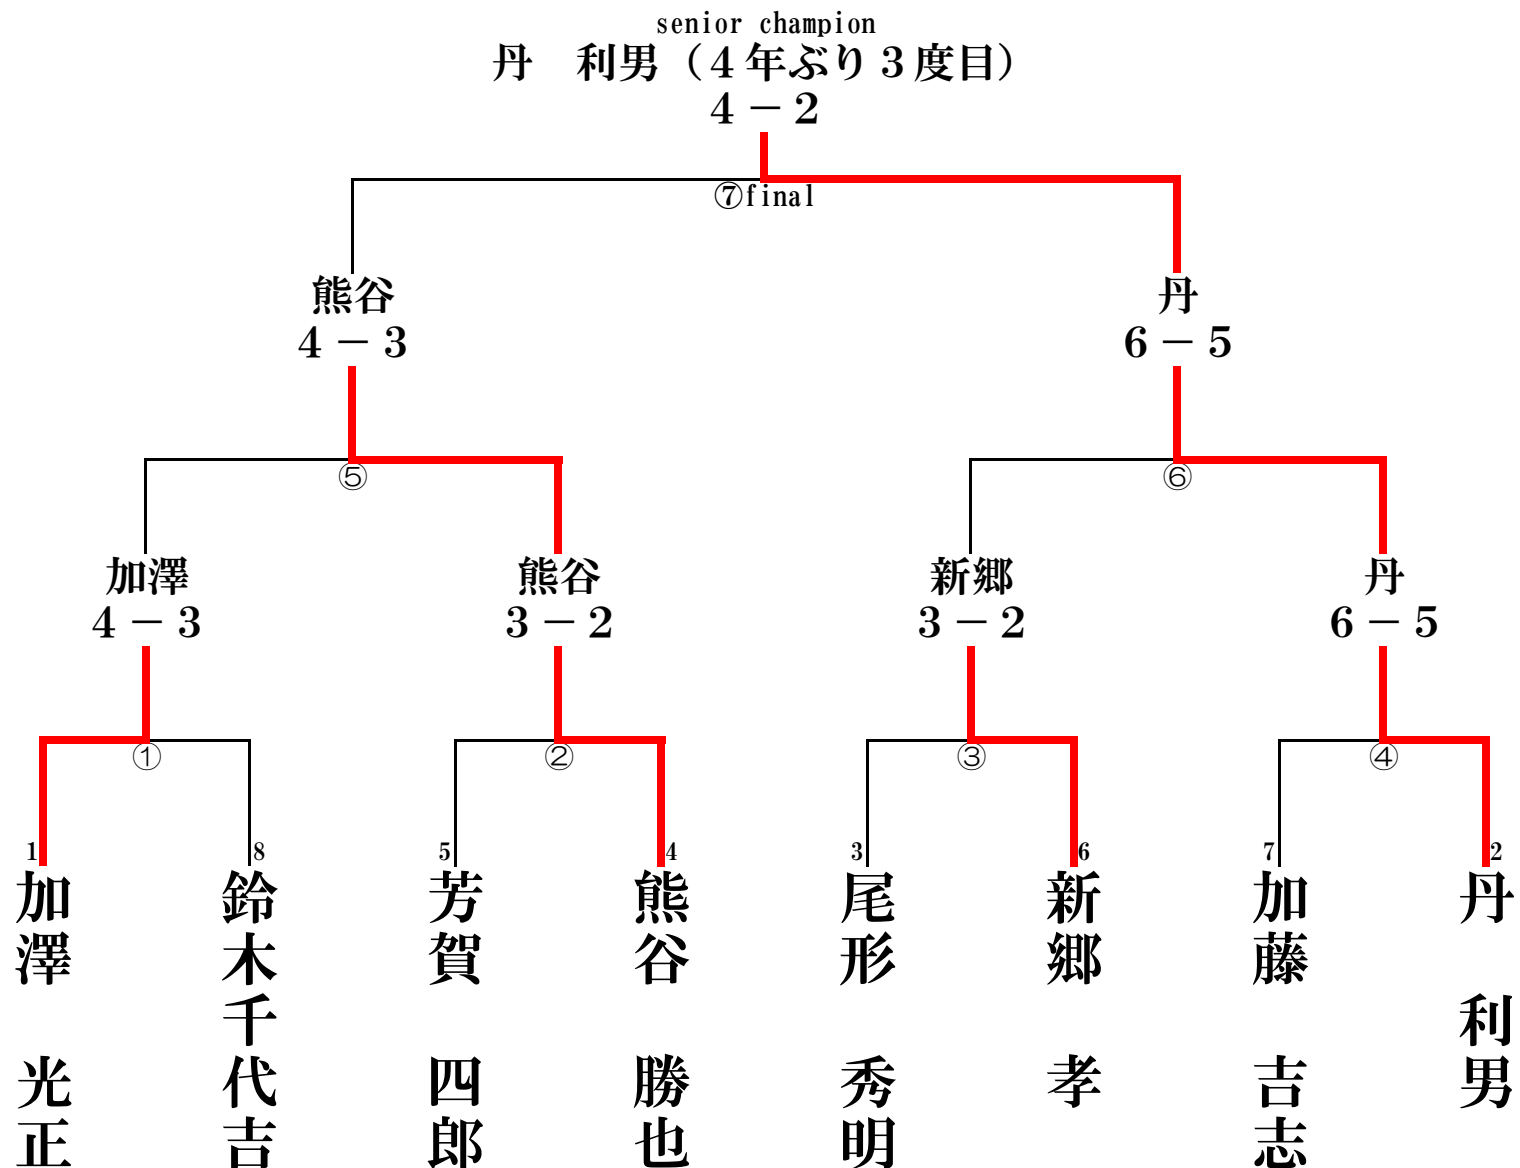 senior champion
丹　利男（４年ぶり３度目）
４－２
⑦final
熊谷
４－３
丹
６－５
⑤
⑥
加澤
４－３
熊谷
３－２
新郷
３－２
丹
６－５
①
②
③
④
1
8
5
4
3
6
7
2
加澤　光正
鈴木千代吉
芳賀　四郎
熊谷　勝也
尾形　秀明
新郷　孝
加藤　吉志
丹　利男